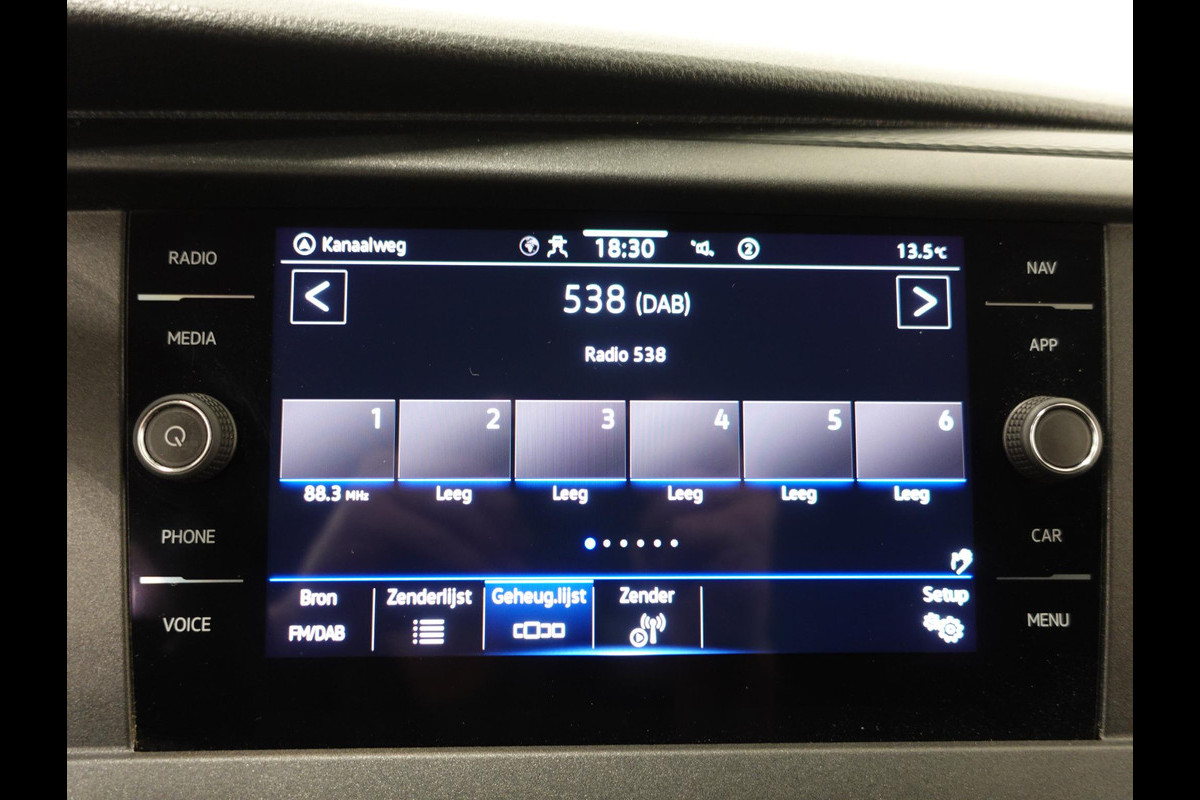 RADIO
MEDIA
PHONE
VOICE
Kanaalweg 18:30 2 13.5°C
< 538 (DAB) >
Radio 538
1 2 3 4 5 6
88.3 MHz Leeg Leeg Leeg Leeg Leeg
Bron Zenderlijst Geheug.lijst Zender Setup
FM/DAB
NAV
APP
CAR
MENU